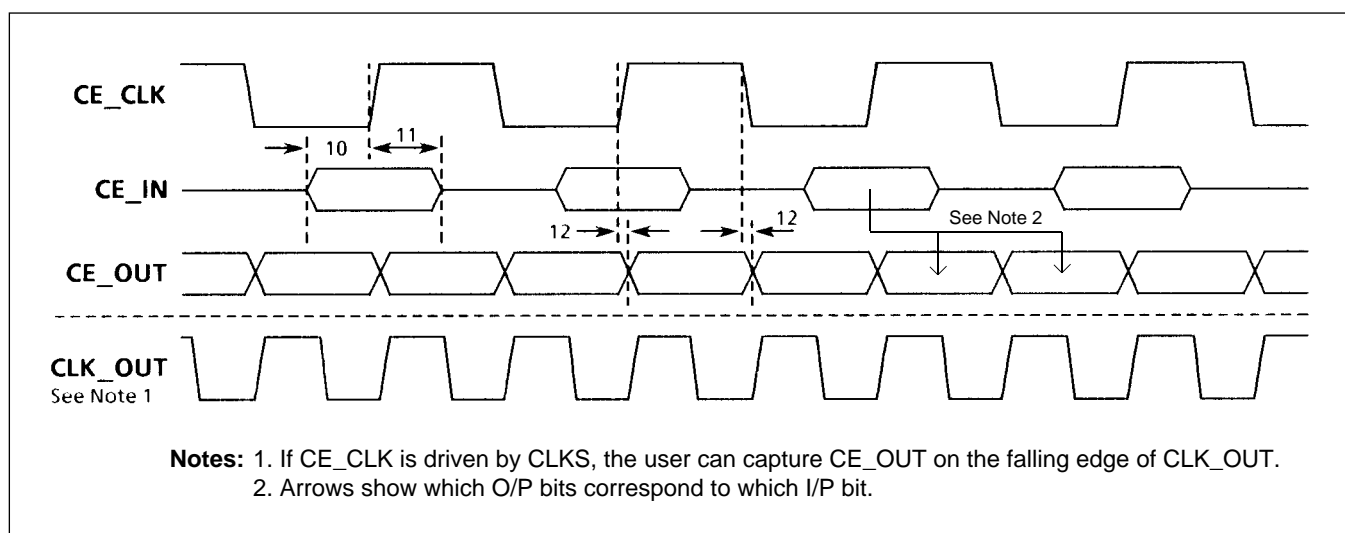 CE_CLK
10
11
CE_IN
12
12
See Note 2
CE_OUT
CLK_OUT
See Note 1
Notes: 1. If CE_CLK is driven by CLKS, the user can capture CE_OUT on the falling edge of CLK_OUT.
2. Arrows show which O/P bits correspond to which I/P bit.